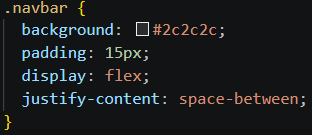 .navbar {
  background: #2c2c2c;
  padding: 15px;
  display: flex;
  justify-content: space-between;
}